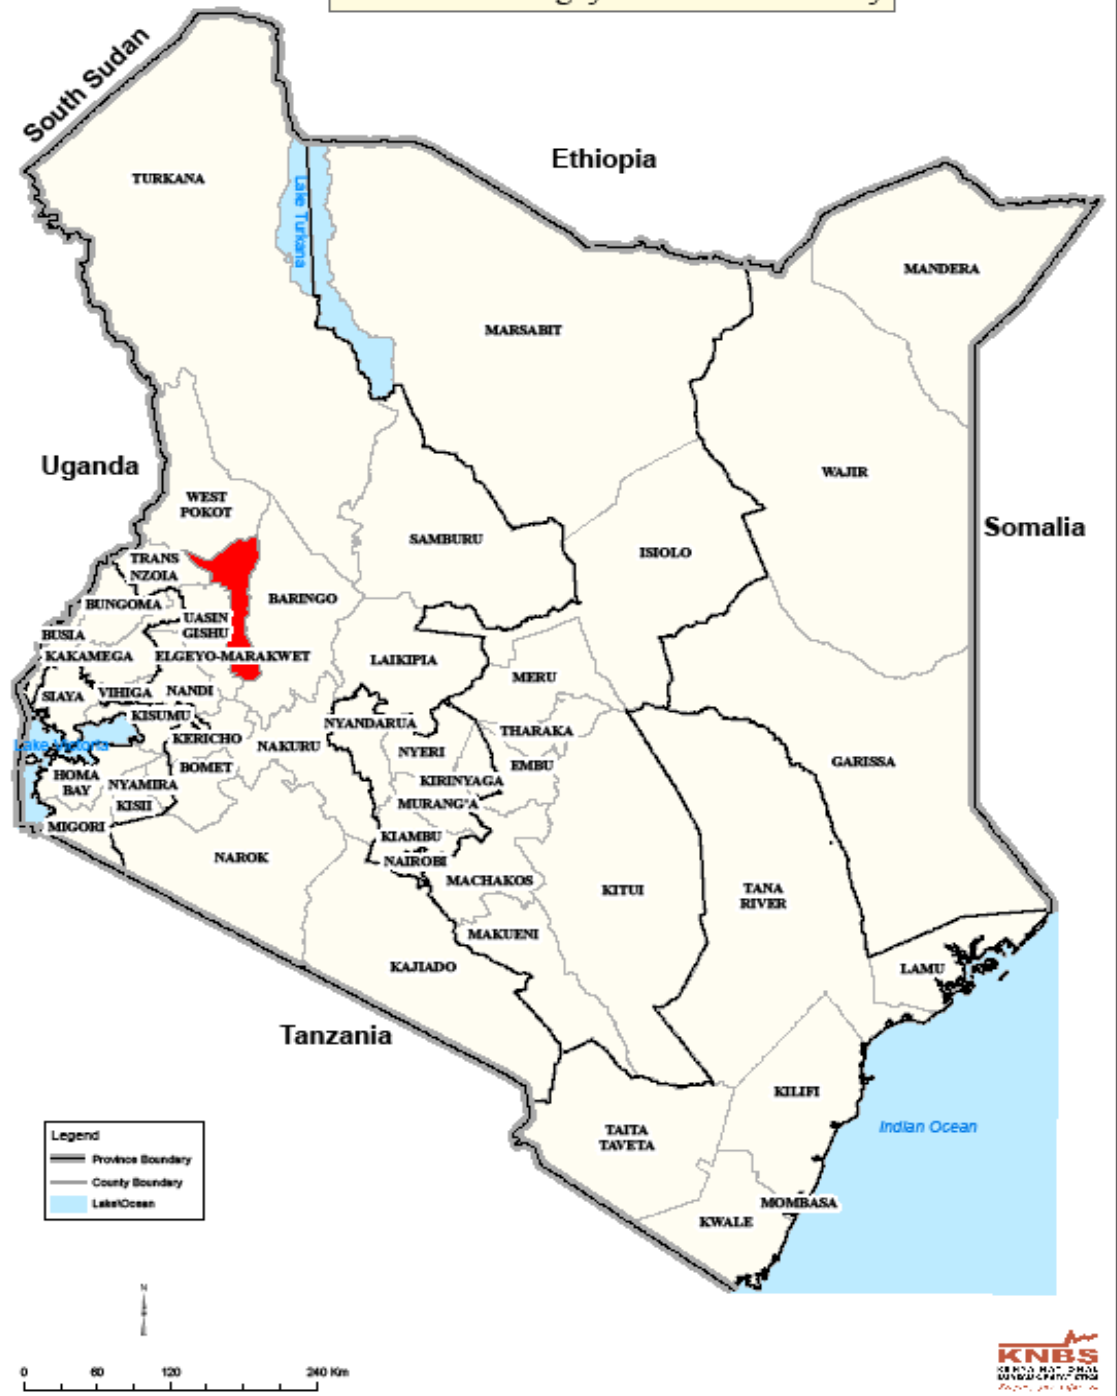 South Sudan
Ethiopia
TURKANA
Lake Turkana
MANDERA
MARSABIT
Uganda
WAJIR
WEST
POKOT
Somalia
SAMBURU
ISIOLO
TRANS
NZOIA
BARINGO
BUNGOMA
UASIN
GISHU
BUSIA
KAKAMEGA
ELGEYO-MARAKWET
LAIKIPIA
MERU
SIAYA
VIHIGA
NANDI
KISUMU
NYANDARUA
THARAKA
KERICHO
Lake Victoria
NAKURU
NYERI
EMBU
GARISSA
BOMET
HOMA
BAY
NYAMIRA
KIRINYAGA
KISII
MURANG'A
MIGORI
KIAMBU
NAROK
NAIROBI
MACHAKOS
KITUI
TANA
RIVER
MAKUENI
KAJIADO
LAMU
Tanzania
KILIFI
TAITA
TAVETA
Indian Ocean
MOMBASA
KWALE
Legend
Province Boundary
County Boundary
Lake\Ocean
N
0 60 120 240 Km
KNBS